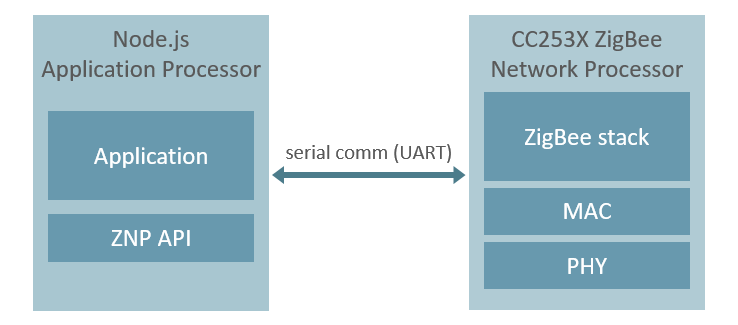 Node.js
Application Processor
Application
ZNP API
serial comm (UART)
CC253X ZigBee
Network Processor
ZigBee stack
MAC
PHY